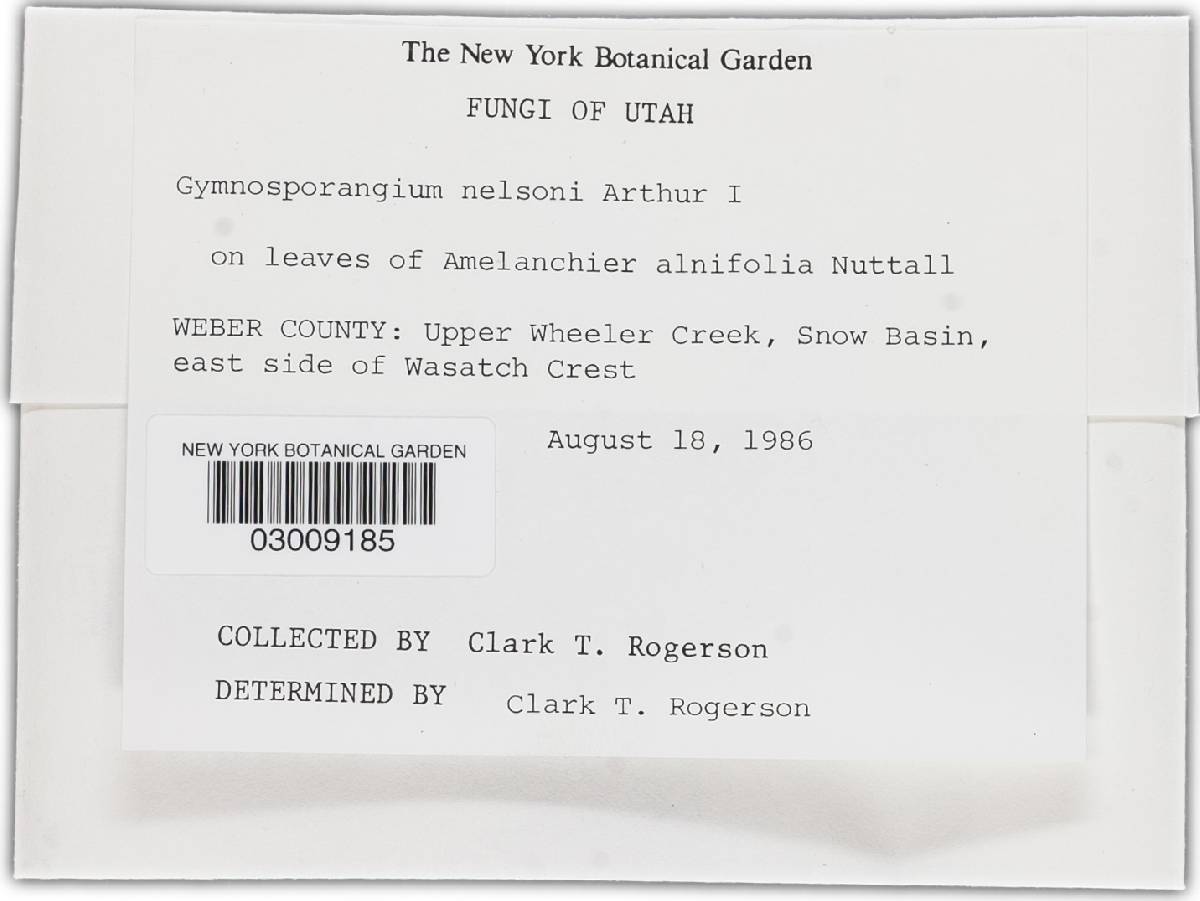 The New York Botanical Garden
FUNGI OF UTAH
Gymnosporangium nelsoni Arthur I
on leaves of Amelanchier alnifolia Nuttall
WEBER COUNTY: Upper Wheeler Creek, Snow Basin,
east side of Wasatch Crest
August 18, 1986
NEW YORK BOTANICAL GARDEN
03009185
COLLECTED BY Clark T. Rogerson
DETERMINED BY Clark T. Rogerson